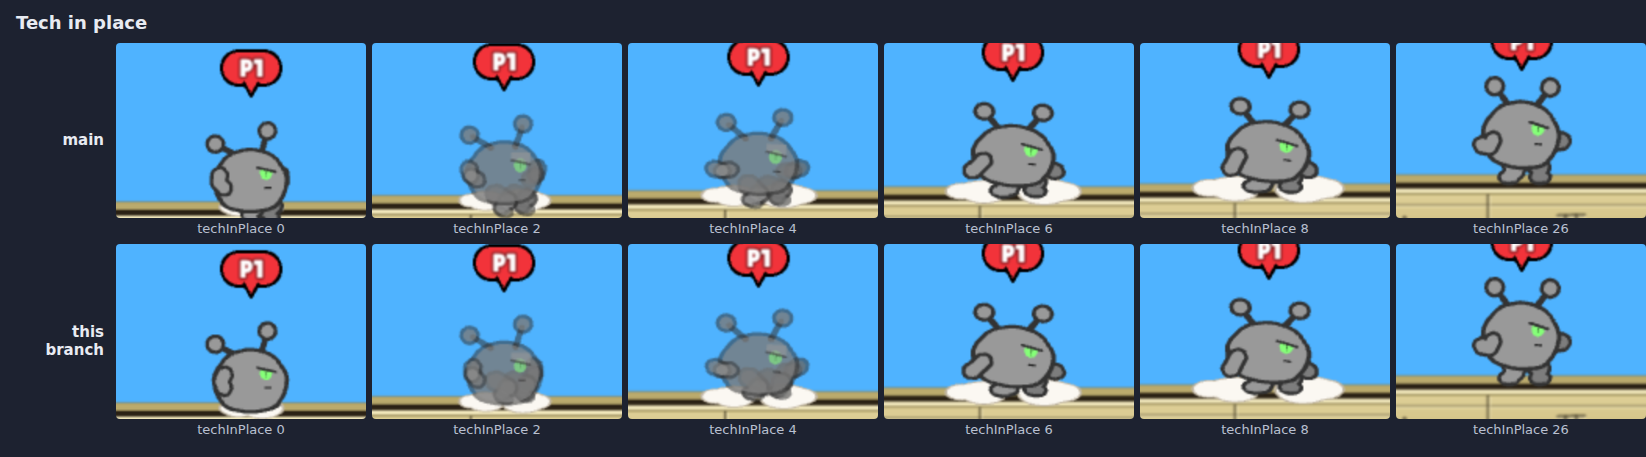 Tech in place
P1 P1 P1 P1 P1 P1
main
techInPlace 0 techInPlace 2 techInPlace 4 techInPlace 6 techInPlace 8 techInPlace 26
P1 P1 P1 P1 P1 P1
this
branch
techInPlace 0 techInPlace 2 techInPlace 4 techInPlace 6 techInPlace 8 techInPlace 26